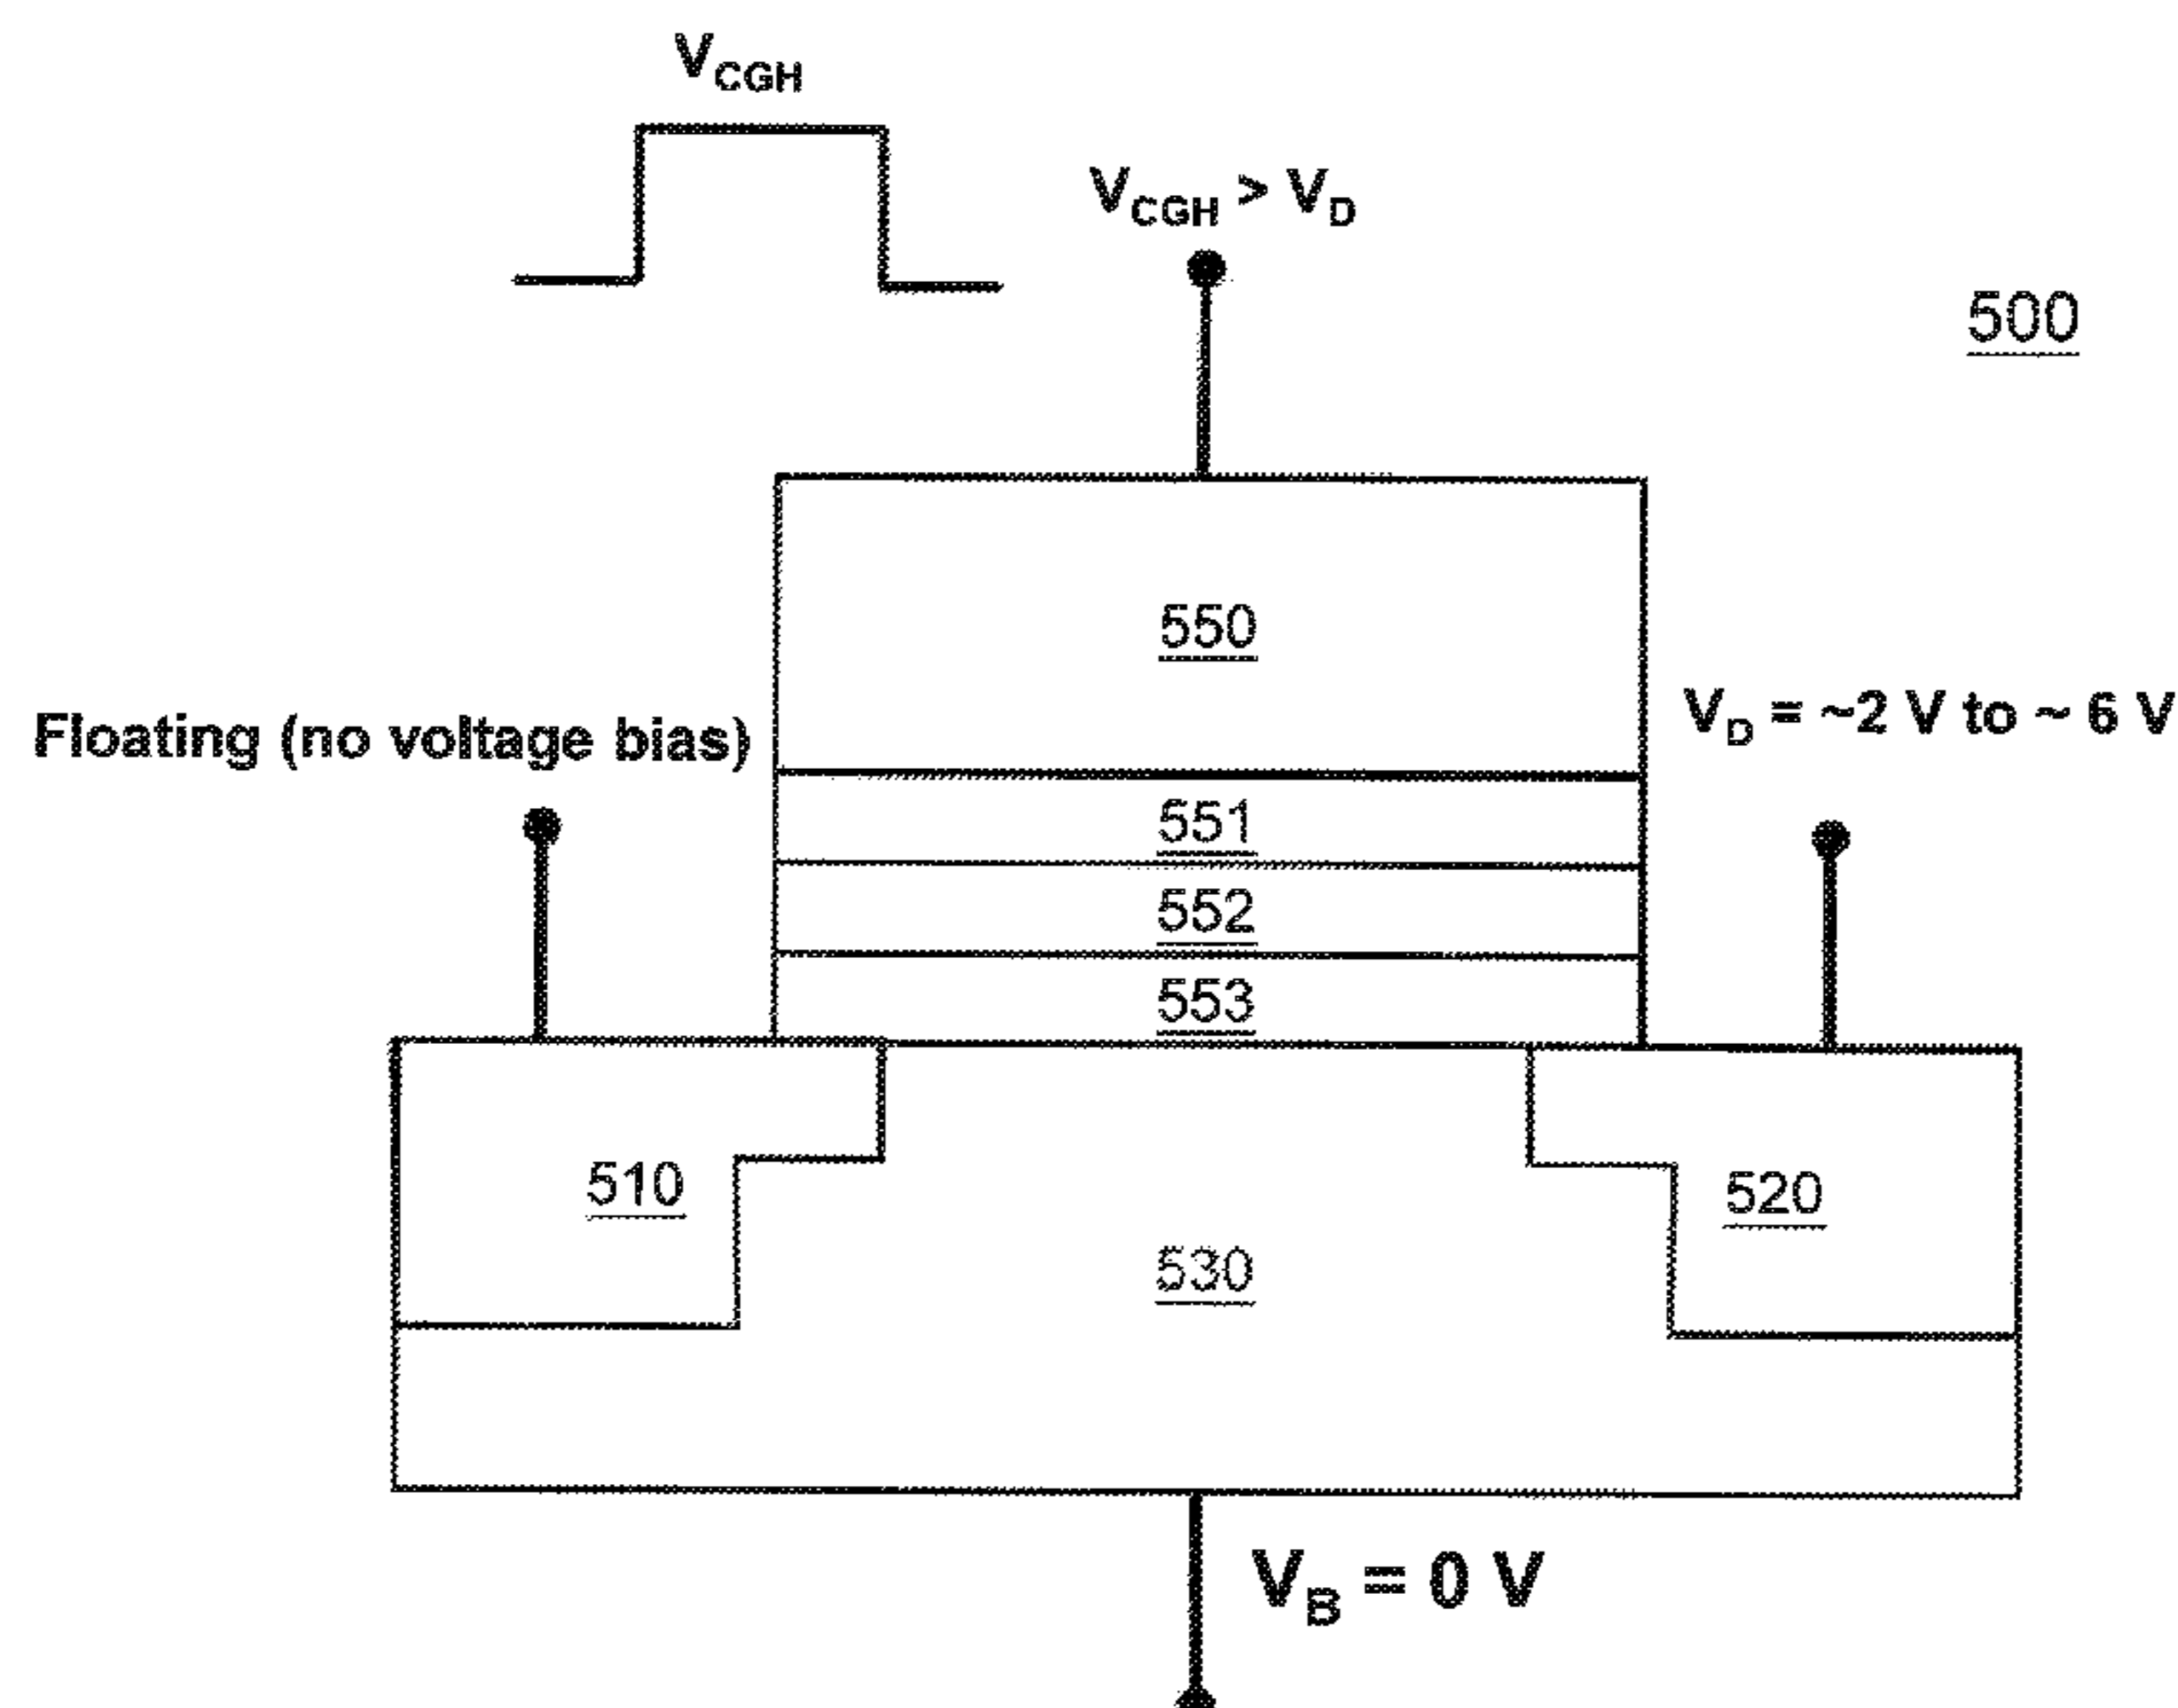 V_CGH
V_CGH > V_D
500
550
Floating (no voltage bias)
V_D = ~2 V to ~ 6 V
551
552
553
510
520
530
V_B = 0 V